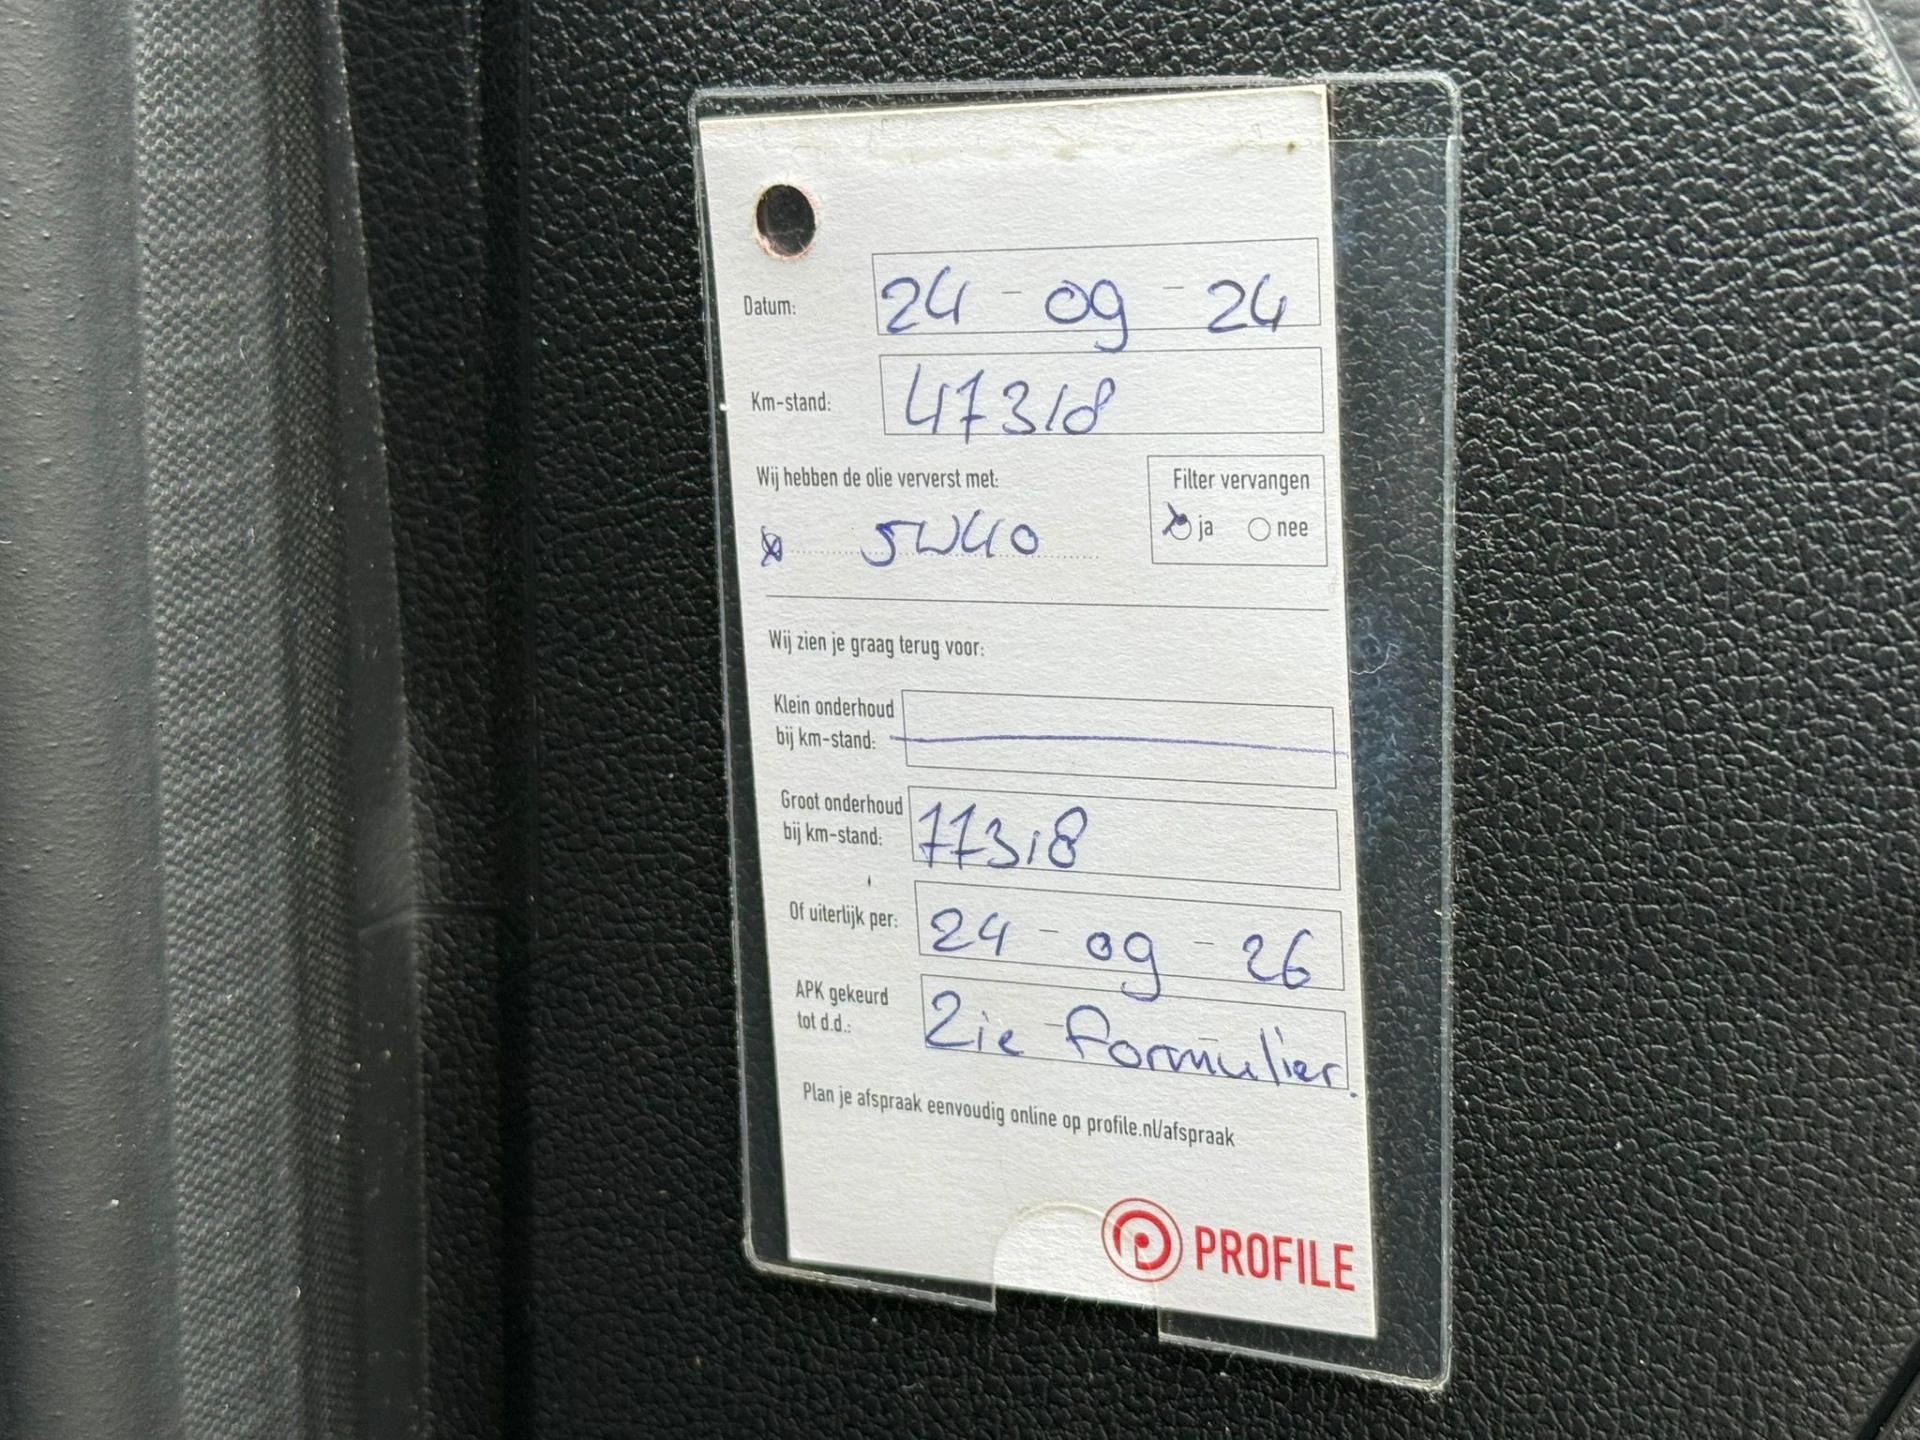 Datum: 24 - 09 - 24
Km-stand: 47318
Wij hebben de olie ververst met:
Filter vervangen
5W40
ja nee
Wij zien je graag terug voor:
Klein onderhoud
bij km-stand:
Groot onderhoud
bij km-stand: 77318
Of uiterlijk per: 24 - 09 - 26
APK gekeurd
tot d.d.: Zie formulier.
Plan je afspraak eenvoudig online op profile.nl/afspraak
PROFILE